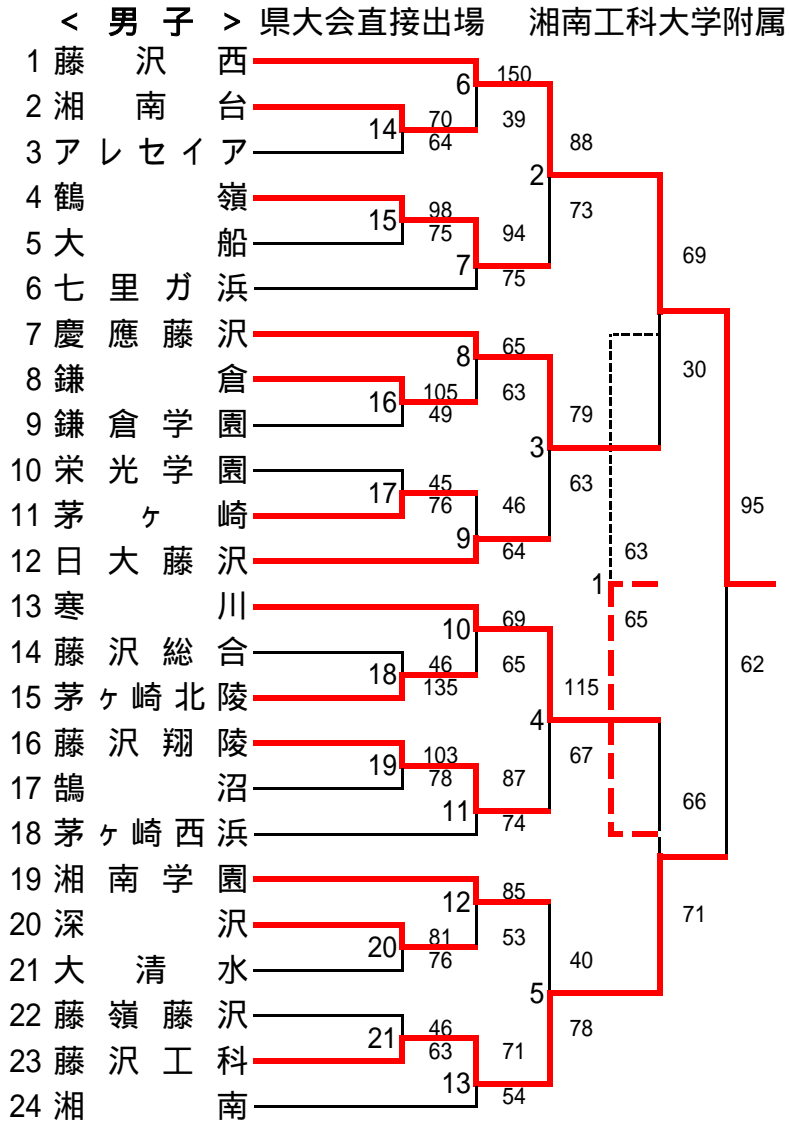 ＜ 男 子 ＞ 県大会直接出場 湘南工科大学附属
1 藤沢西
2 湘南台
3 アレセイア
4 鶴嶺
5 大船
6 七里ガ浜
7 慶應藤沢
8 鎌倉
9 鎌倉学園
10 栄光学園
11 茅ヶ崎
12 日大藤沢
13 寒川
14 藤沢総合
15 茅ヶ崎北陵
16 藤沢翔陵
17 鵠沼
18 茅ヶ崎西浜
19 湘南学園
20 深沢
21 大清水
22 藤嶺藤沢
23 藤沢工科
24 湘南
14 70
64
15 98
75
16 105
49
17 45
76
18 46
135
19 103
78
20 81
76
21 46
63
6 150
39
7 94
75
8 65
63
9 46
64
10 69
65
11 87
74
12 85
53
13 71
54
2 88
73
3 79
63
4 115
67
5 40
78
1 63
65
69
30
66
71
95
62